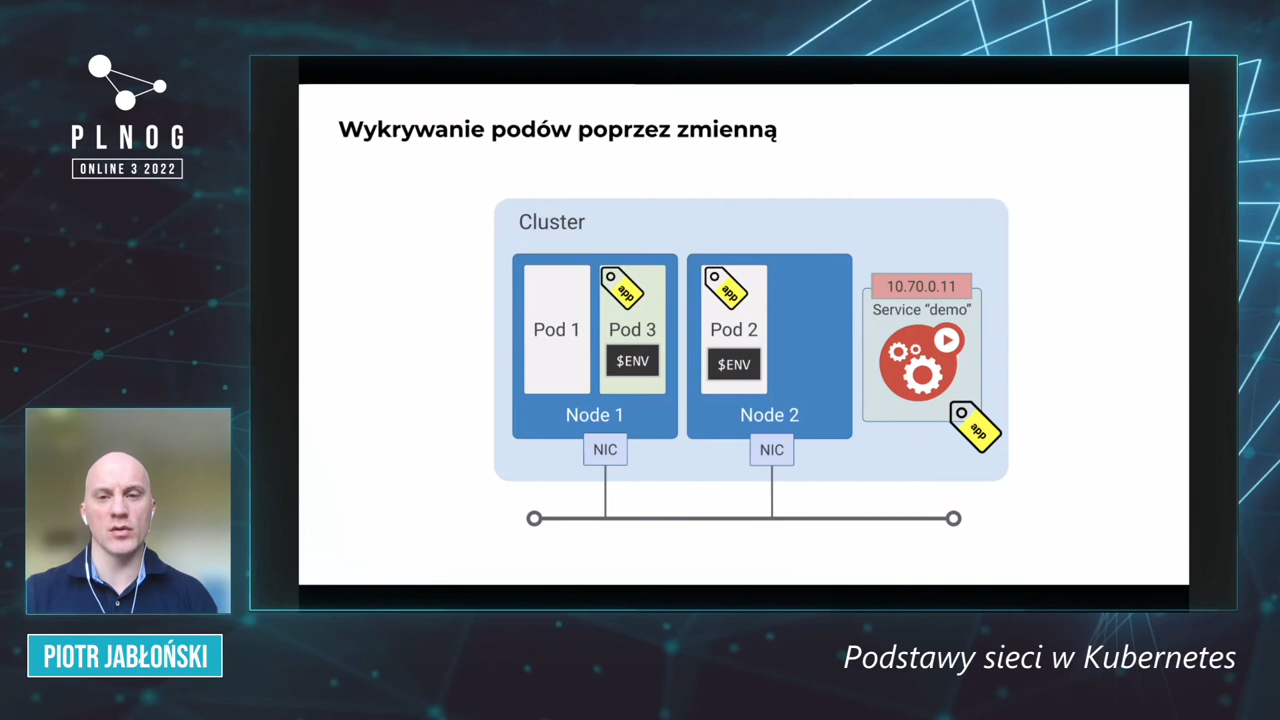 PLNOG
ONLINE 3 2022
Wykrywanie podów poprzez zmienną
Cluster
app
app
10.70.0.11
Service “demo”
Pod 1
Pod 3
Pod 2
$ENV
$ENV
Node 1
Node 2
app
NIC
NIC
PIOTR JABŁOŃSKI
Podstawy sieci w Kubernetes